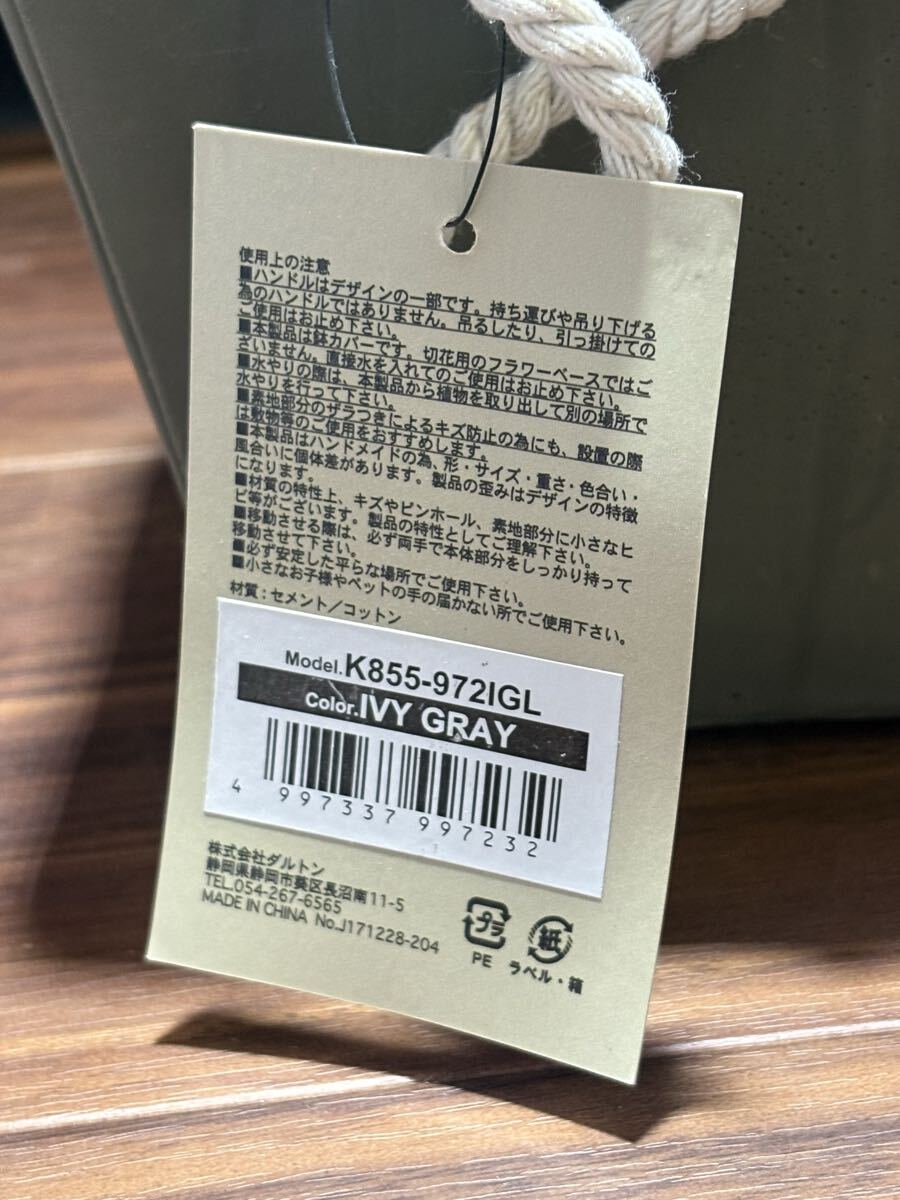 使用上の注意
■ハンドルはデザインの一部です。持ち運びや吊り下げる
為のハンドルではありません。吊るしたり、引っ掛けての
ご使用はお止め下さい。
■本製品は鉢カバーです。切花用のフラワーベースではご
ざいません。直接水を入れてのご使用はお止め下さい。
■水やりの際は、本製品から植物を取り出して別の場所で
水やりを行って下さい。
■素地部分のザラつきによるキズ防止の為にも、設置の際
は敷物等のご使用をおすすめします。
■本製品はハンドメイドの為、形・サイズ・重さ・色合い・
風合いに個体差があります。製品の歪みはデザインの特徴
になります。
■材質の特性上、キズやピンホール、素地部分に小さなヒ
ビ等がございます。製品の特性としてご理解下さい。
■移動させる際は、必ず両手で本体部分をしっかり持って
移動させて下さい。
■必ず安定した平らな場所でご使用下さい。
■小さなお子様やペットの手の届かない所でご使用下さい。
材質：セメント／コットン
Model.K855-972IGL
Color.IVY GRAY
4 997337 997232
株式会社ダルトン
静岡県静岡市葵区長沼南11-5
TEL.054-267-6565
MADE IN CHINA No.J171228-204
プラ
PE
紙
ラベル・箱